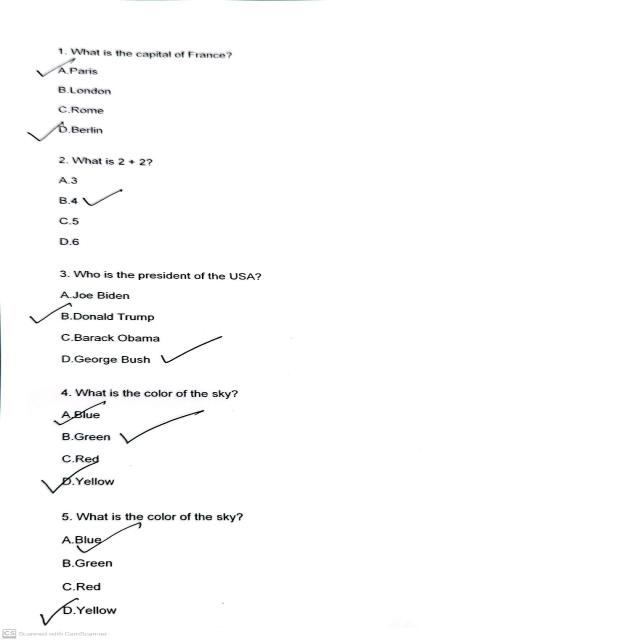 1. What is the capital of France?
A.Paris
B.London
C.Rome
D.Berlin
2. What is 2 + 2?
A.3
B.4
C.5
D.6
3. Who is the president of the USA?
A.Joe Biden
B.Donald Trump
C.Barack Obama
D.George Bush
4. What is the color of the sky?
A.Blue
B.Green
C.Red
D.Yellow
5. What is the color of the sky?
A.Blue
B.Green
C.Red
D.Yellow
CS Scanned with CamScanner